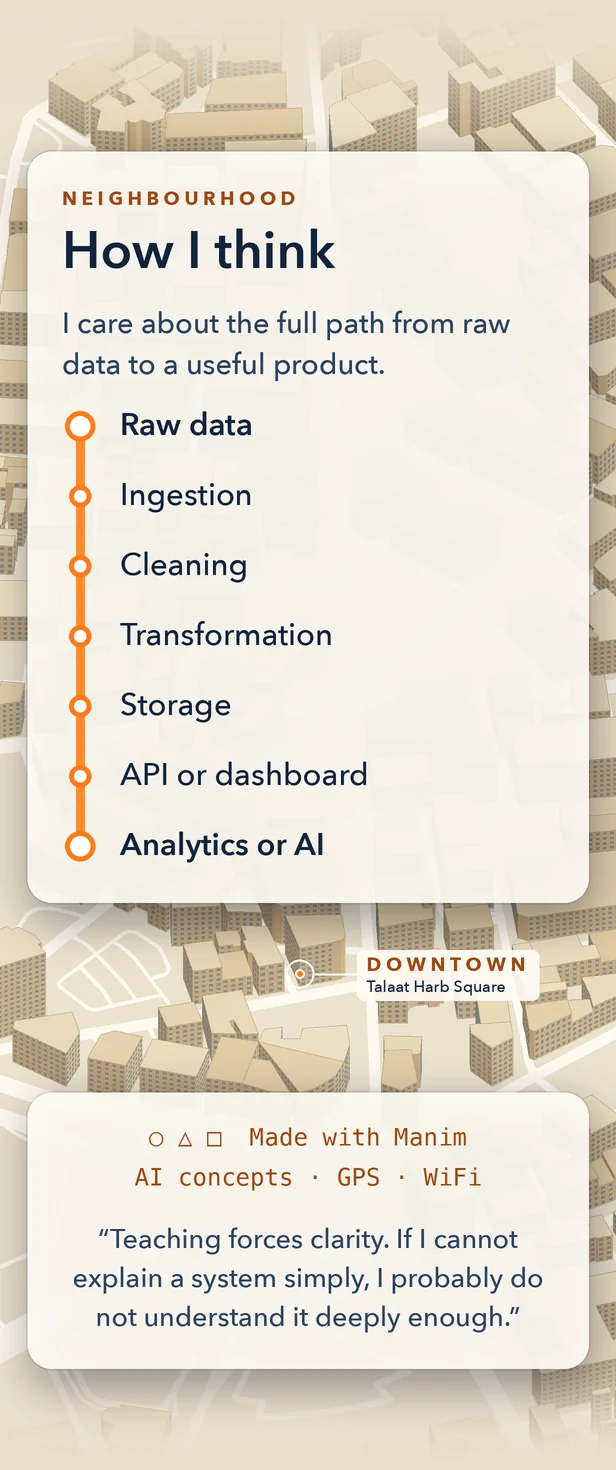 NEIGHBOURHOOD
How I think
I care about the full path from raw
data to a useful product.
Raw data
Ingestion
Cleaning
Transformation
Storage
API or dashboard
Analytics or AI
DOWNTOWN
Talaat Harb Square
○ △ □ Made with Manim
AI concepts · GPS · WiFi
“Teaching forces clarity. If I cannot
explain a system simply, I probably do
not understand it deeply enough.”